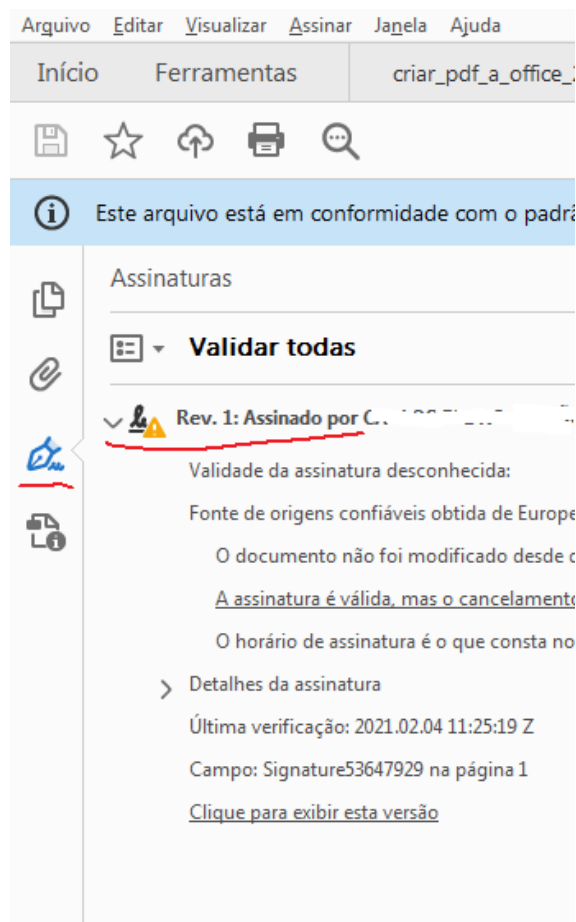 Arquivo Editar Visualizar Assinar Janela Ajuda
Início Ferramentas criar_pdf_a_office_
Este arquivo está em conformidade com o padrã
Assinaturas
Validar todas
Rev. 1: Assinado por
Validade da assinatura desconhecida:
Fonte de origens confiáveis obtida de Europe
O documento não foi modificado desde
A assinatura é válida, mas o cancelamento
O horário de assinatura é o que consta no
Detalhes da assinatura
Última verificação: 2021.02.04 11:25:19 Z
Campo: Signature53647929 na página 1
Clique para exibir esta versão